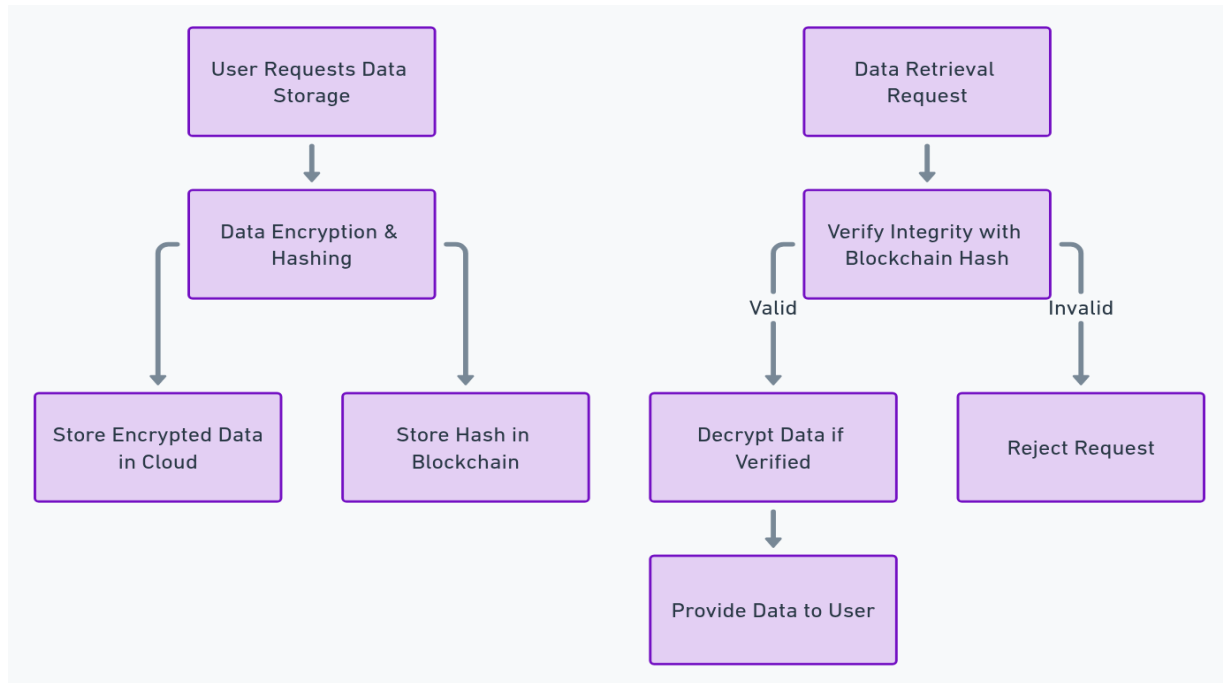 User Requests Data
Storage
Data Encryption &
Hashing
Store Encrypted Data
in Cloud
Store Hash in
Blockchain
Data Retrieval
Request
Verify Integrity with
Blockchain Hash
Valid
Invalid
Decrypt Data if
Verified
Reject Request
Provide Data to User